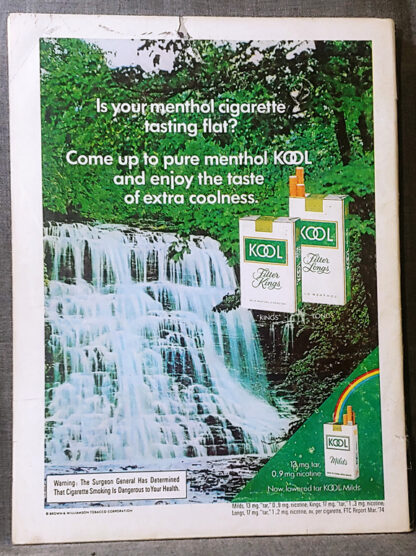 Is your menthol cigarette
tasting flat?
Come up to pure menthol KOOL
and enjoy the taste
of extra coolness.
KOOL
Filter
Longs
KOOL
Filter
Kings
KINGS
LONGS
KOOL
Milds
13 mg. tar,
0.9 mg. nicotine
Now lowered tar KOOL Milds
Warning: The Surgeon General Has Determined
That Cigarette Smoking Is Dangerous to Your Health.
© BROWN & WILLIAMSON TOBACCO CORPORATION
Milds, 13 mg. "tar," 0.9 mg. nicotine; Kings, 17 mg. "tar," 1.3 mg. nicotine;
Longs, 17 mg. "tar," 1.2 mg. nicotine, av. per cigarette, FTC Report Mar. '74